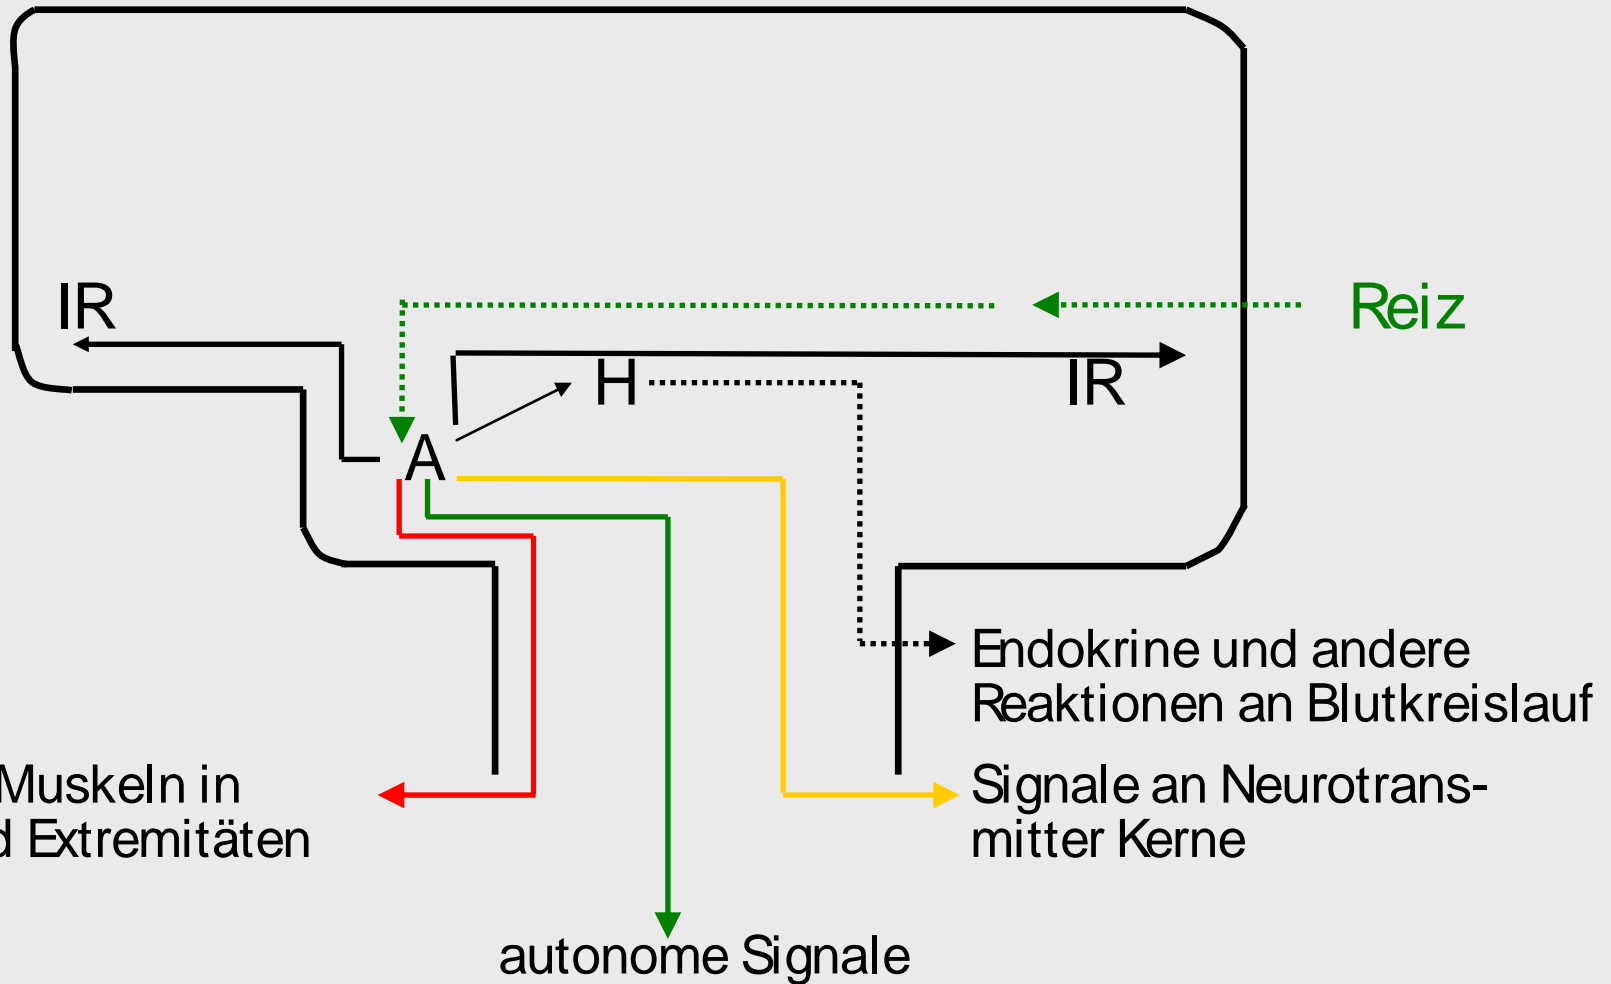 IR
Reiz
H
IR
A
Endokrine und andere
Reaktionen an Blutkreislauf
Muskeln in
Extremitäten
Signale an Neurotrans-
mitter Kerne
autonome Signale